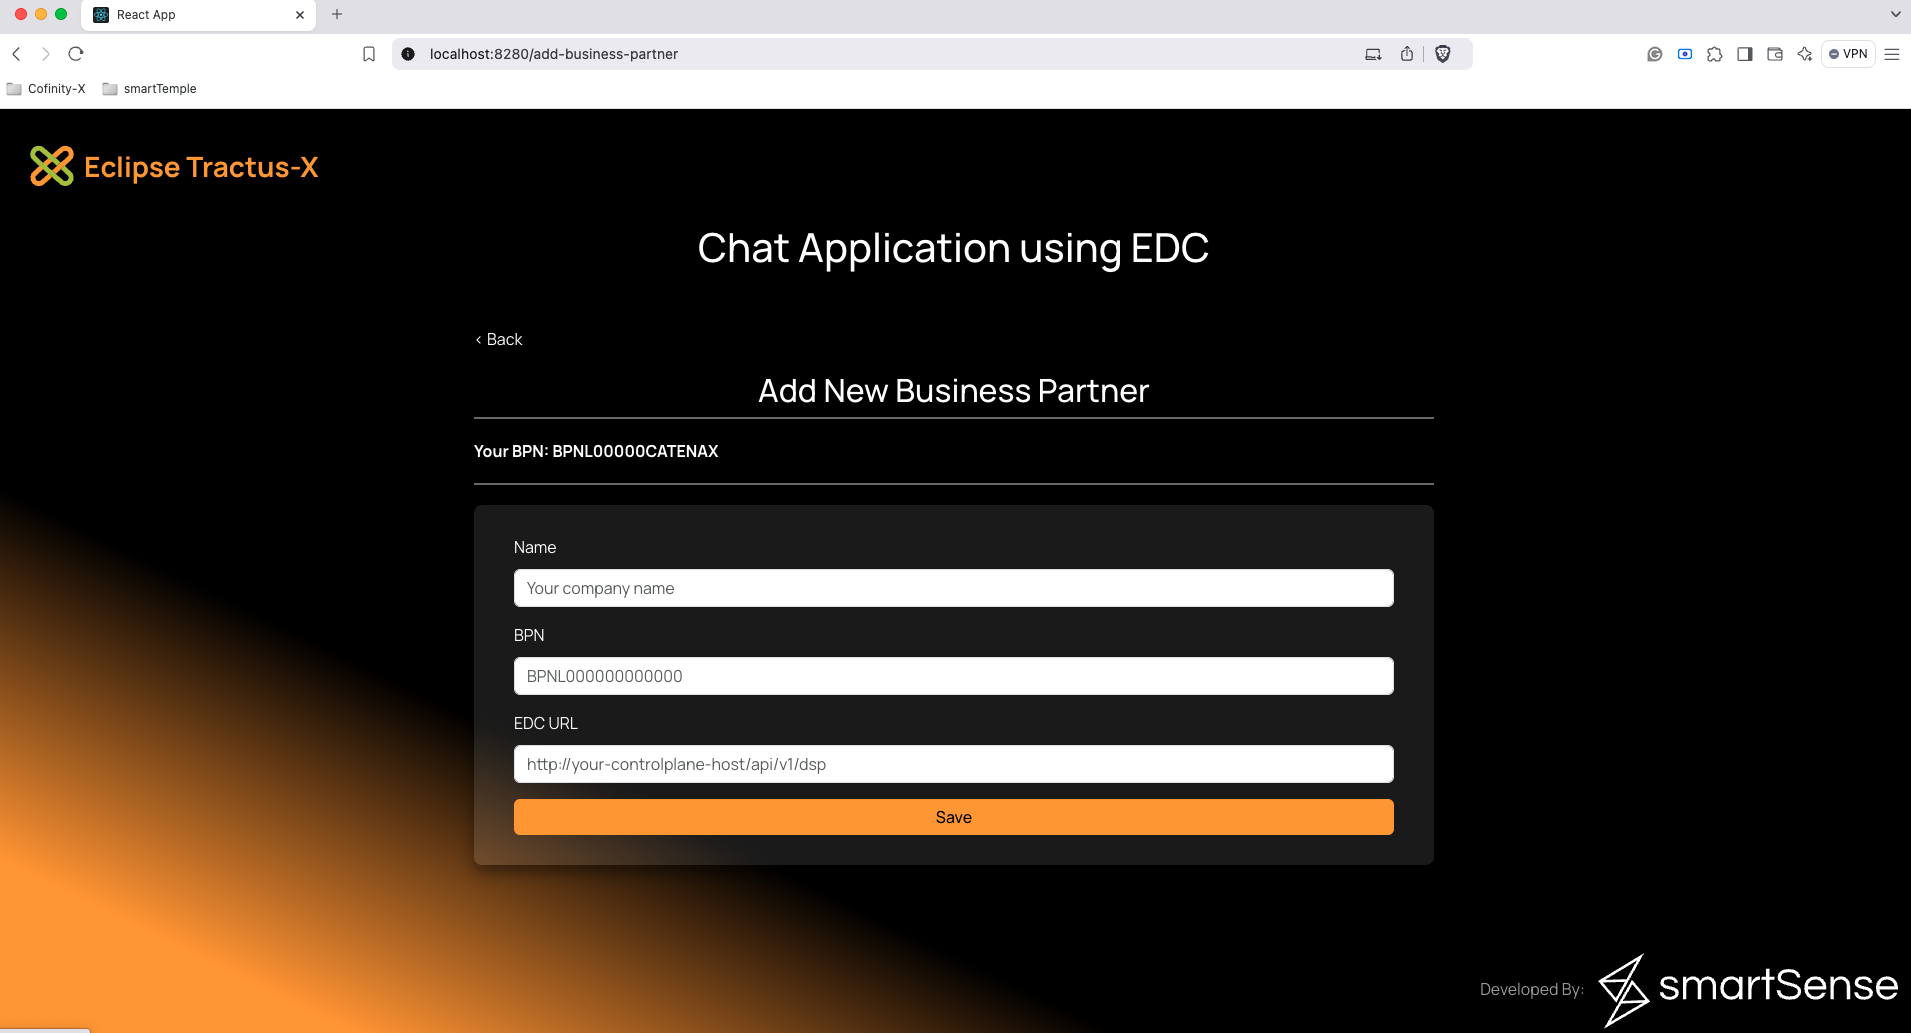 React App
localhost:8280/add-business-partner
VPN
Cofinity-X
smartTemple
Eclipse Tractus-X
Chat Application using EDC
‹ Back
Add New Business Partner
Your BPN: BPNL00000CATENAX
Name
Your company name
BPN
BPNL000000000000
EDC URL
http://your-controlplane-host/api/v1/dsp
Save
Developed By:
smartSense